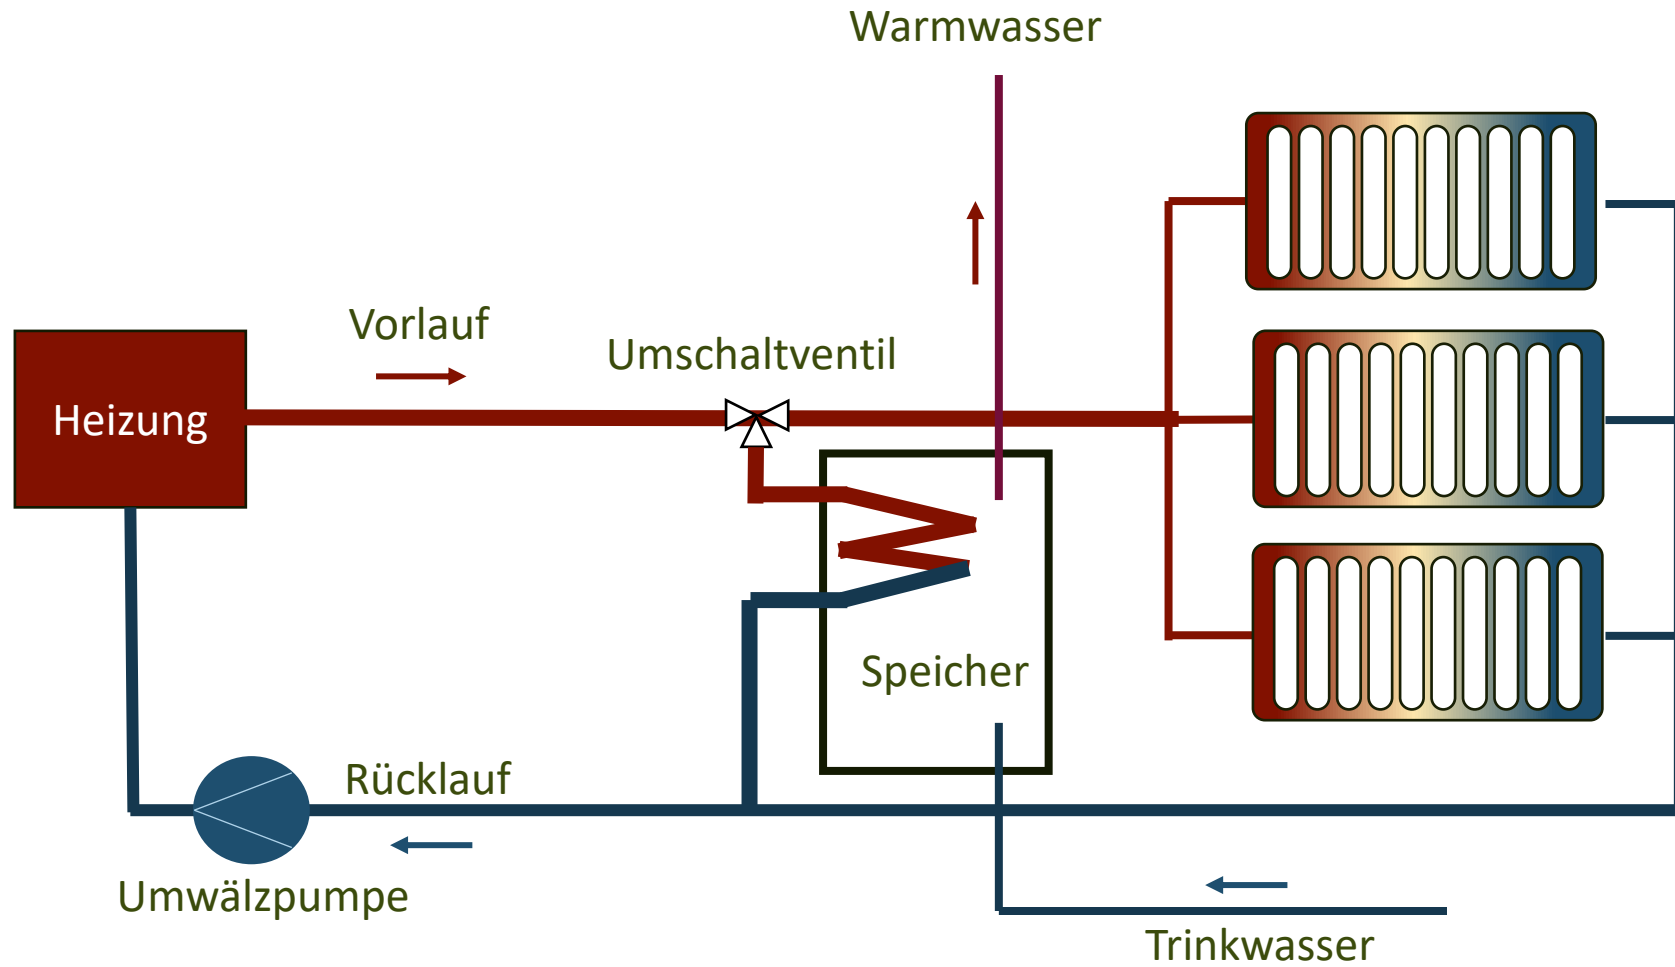 Warmwasser
Vorlauf
Umschaltventil
Heizung
Speicher
Rücklauf
Umwälzpumpe
Trinkwasser